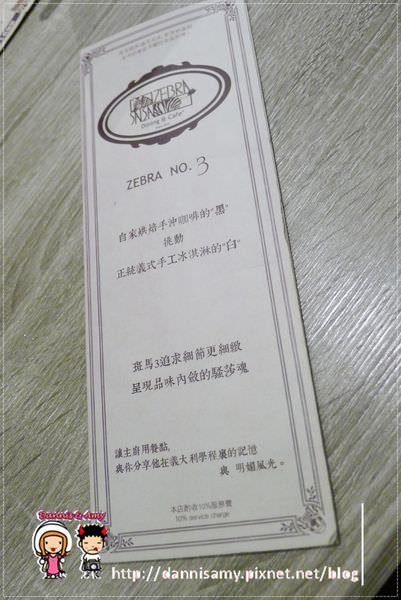 ZEBRA
SASASSO
Dining & Cafe'
ZEBRA NO. 3
自家烘焙手沖咖啡的"黑"
挑動
正統義式手工冰淇淋的"白"
斑馬3追求細節更細緻
呈現品味內斂的騷莎魂
讓主廚用餐點,
與你分享他在義大利學程裏的記憶
與 明媚風光。
本店酌收10%服務費
10% service charge
Dannis & Amy
http://dannisamy.pixnet.net/blog